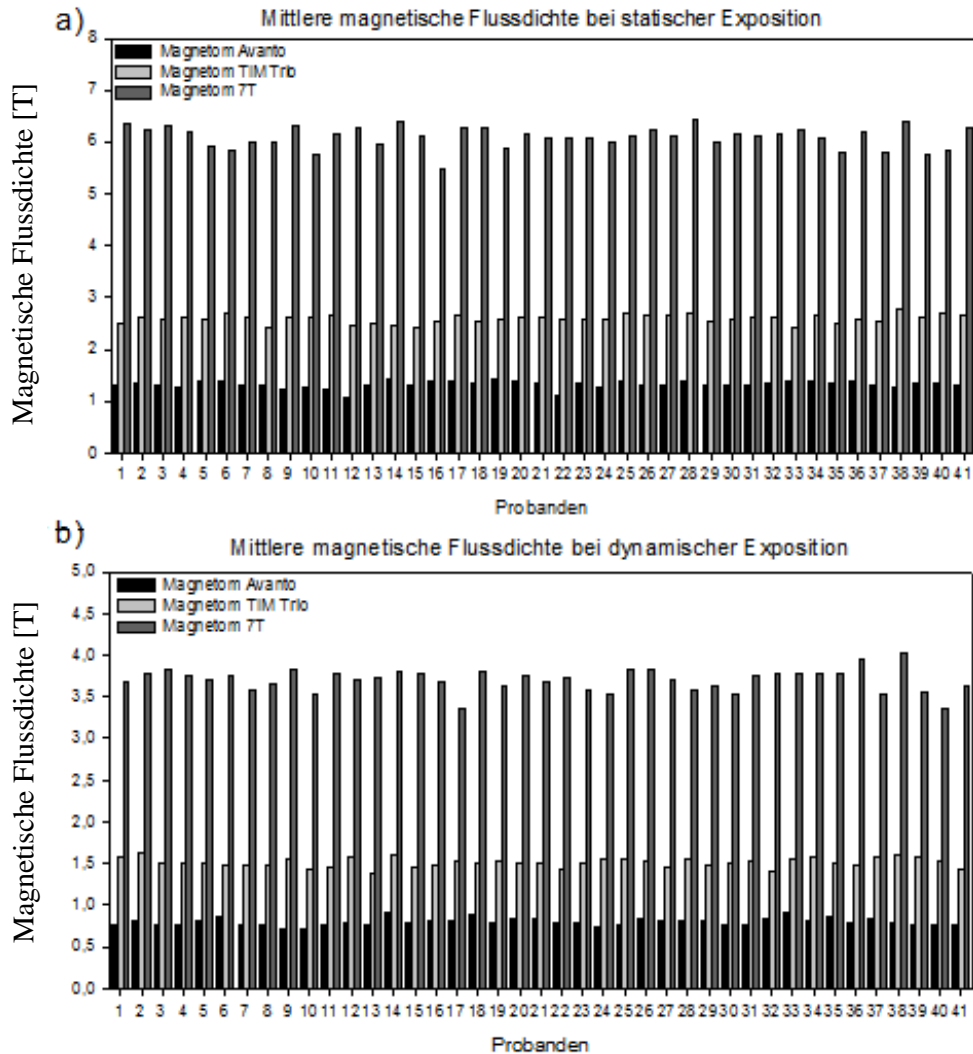 a)
Mittlere magnetische Flussdichte bei statischer Exposition
Magnetische Flussdichte [T]
8
7
6
5
4
3
2
1
0
Magnetom Avanto
Magnetom TIM Trio
Magnetom 7T
1 2 3 4 5 6 7 8 9 10 11 12 13 14 15 16 17 18 19 20 21 22 23 24 25 26 27 28 29 30 31 32 33 34 35 36 37 38 39 40 41
Probanden
b)
Mittlere magnetische Flussdichte bei dynamischer Exposition
Magnetische Flussdichte [T]
5,0
4,5
4,0
3,5
3,0
2,5
2,0
1,5
1,0
0,5
0,0
Magnetom Avanto
Magnetom TIM Trio
Magnetom 7T
1 2 3 4 5 6 7 8 9 10 11 12 13 14 15 16 17 18 19 20 21 22 23 24 25 26 27 28 29 30 31 32 33 34 35 36 37 38 39 40 41
Probanden